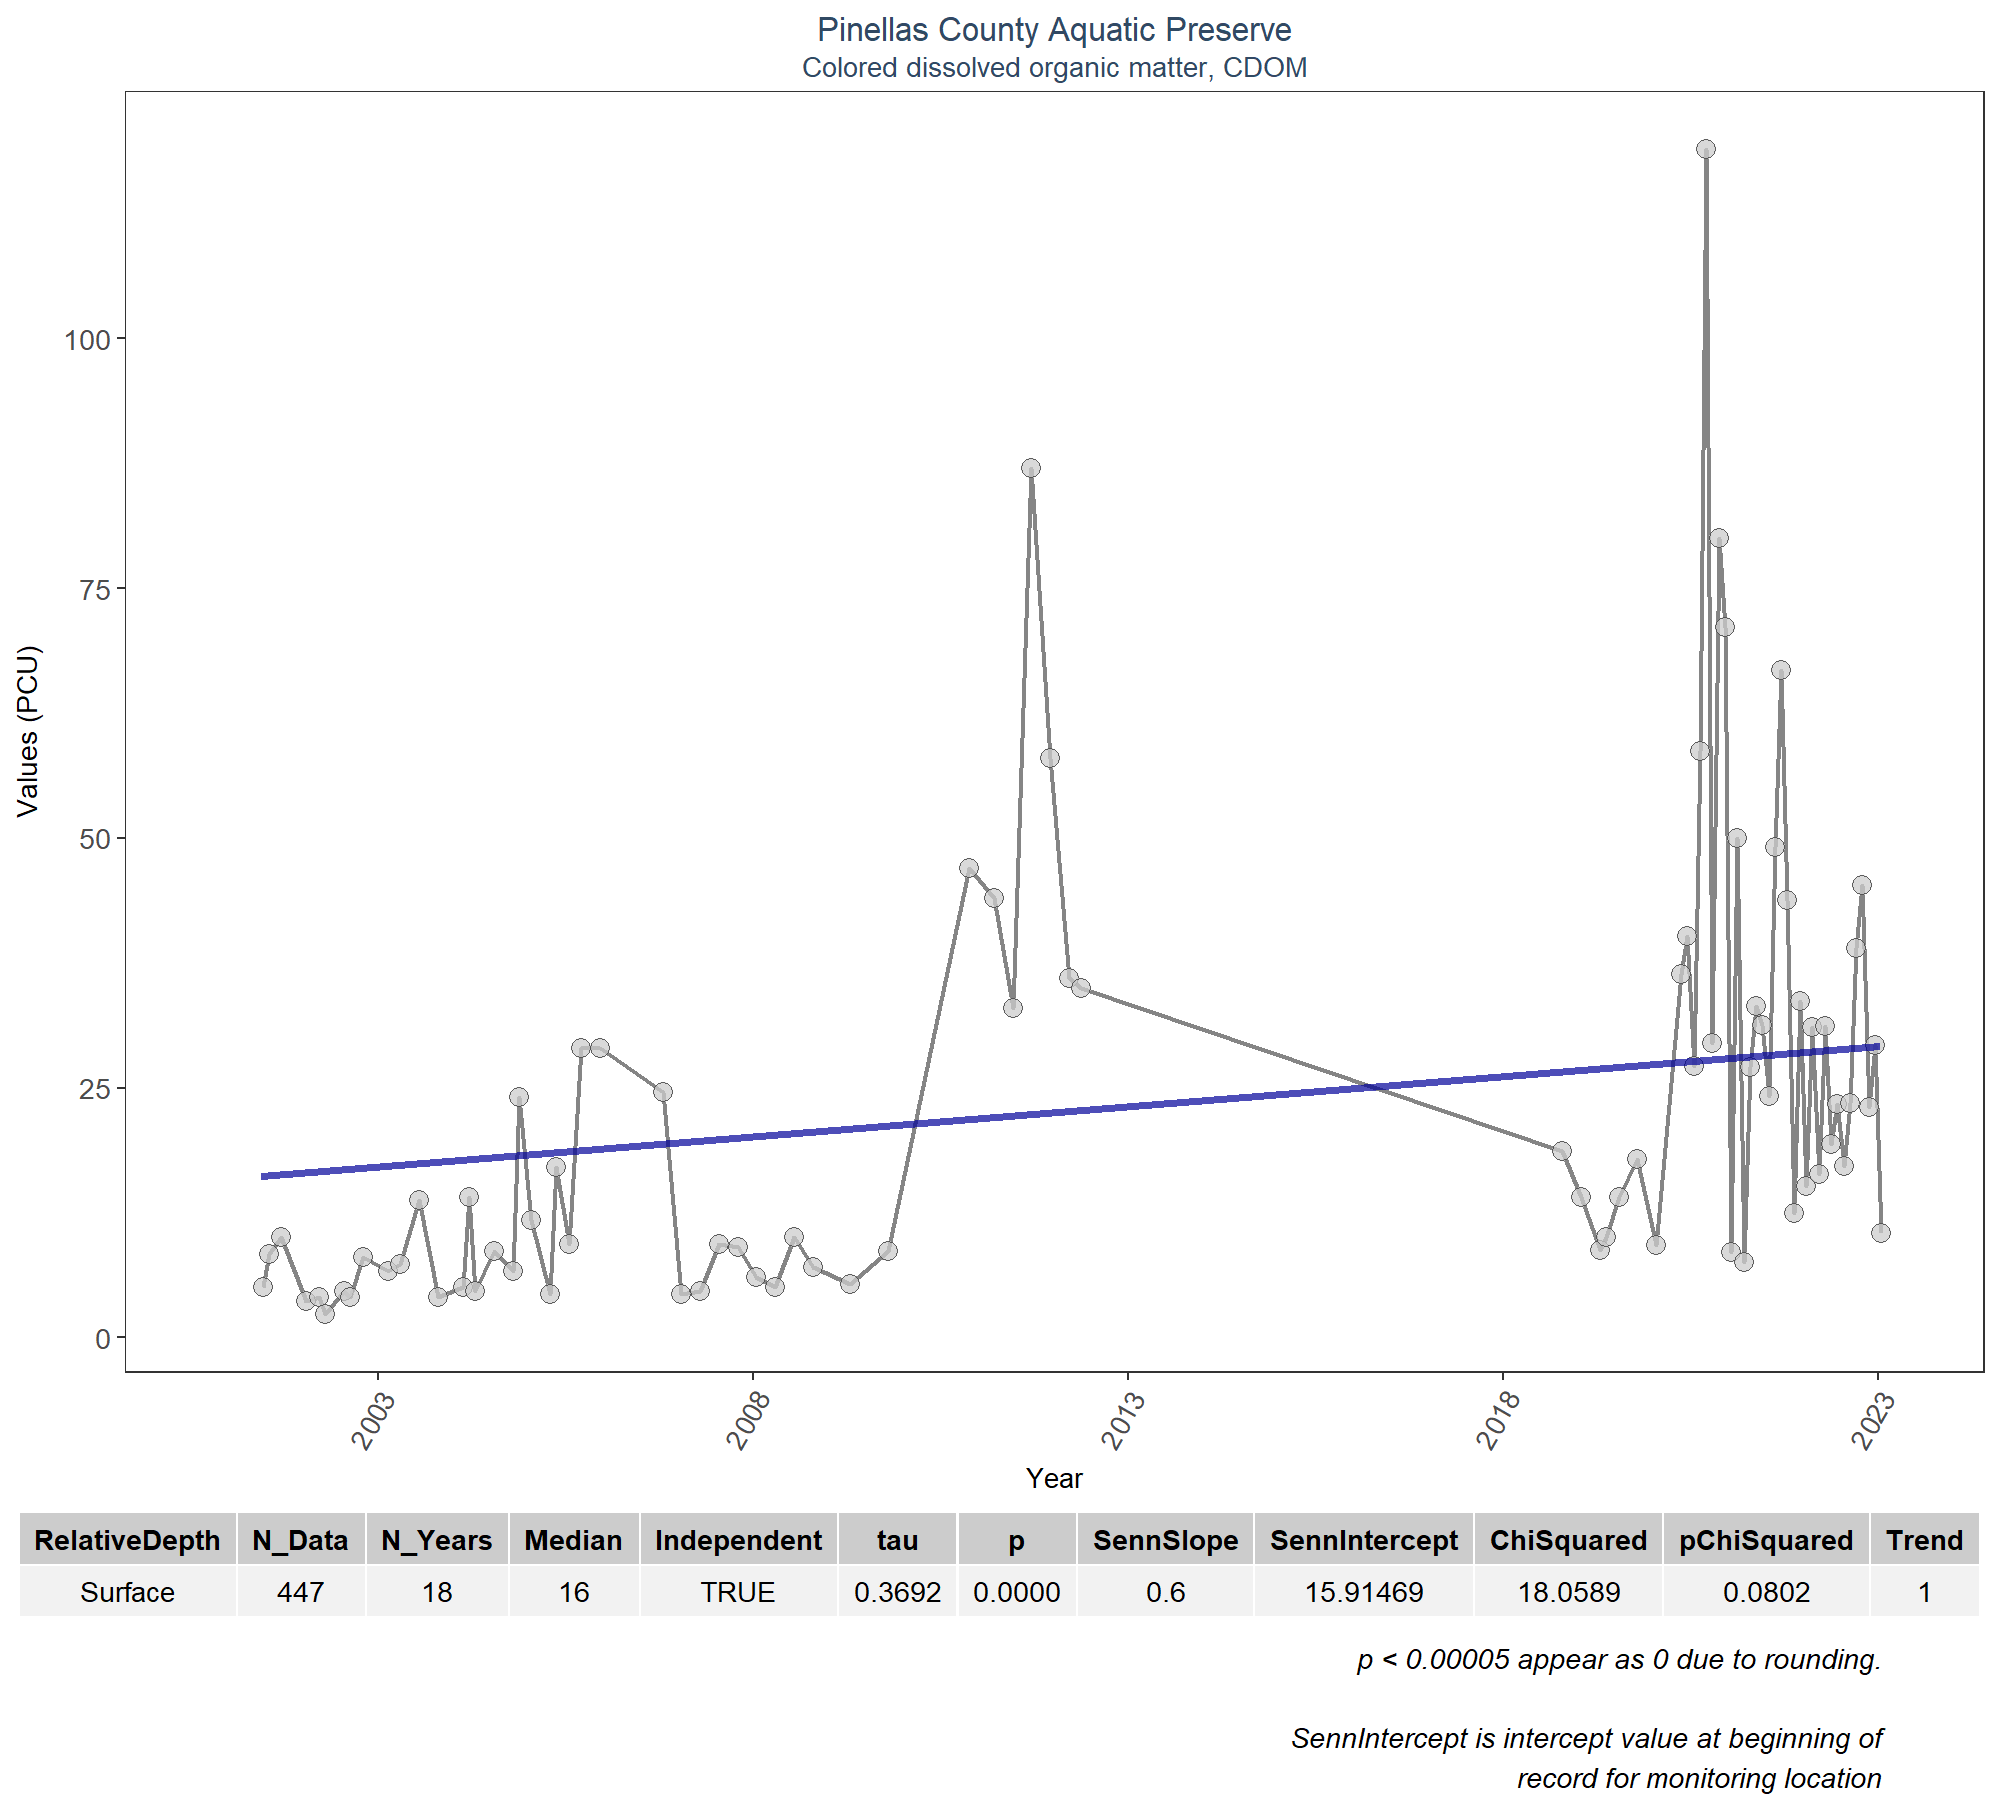 Pinellas County Aquatic Preserve
Colored dissolved organic matter, CDOM
Values (PCU)
100
75
50
25
0
2003 2008 2013 2018 2023
Year
RelativeDepth N_Data N_Years Median Independent tau p SennSlope SennIntercept ChiSquared pChiSquared Trend
Surface 447 18 16 TRUE 0.3692 0.0000 0.6 15.91469 18.0589 0.0802 1
p < 0.00005 appear as 0 due to rounding.
SennIntercept is intercept value at beginning of
record for monitoring location